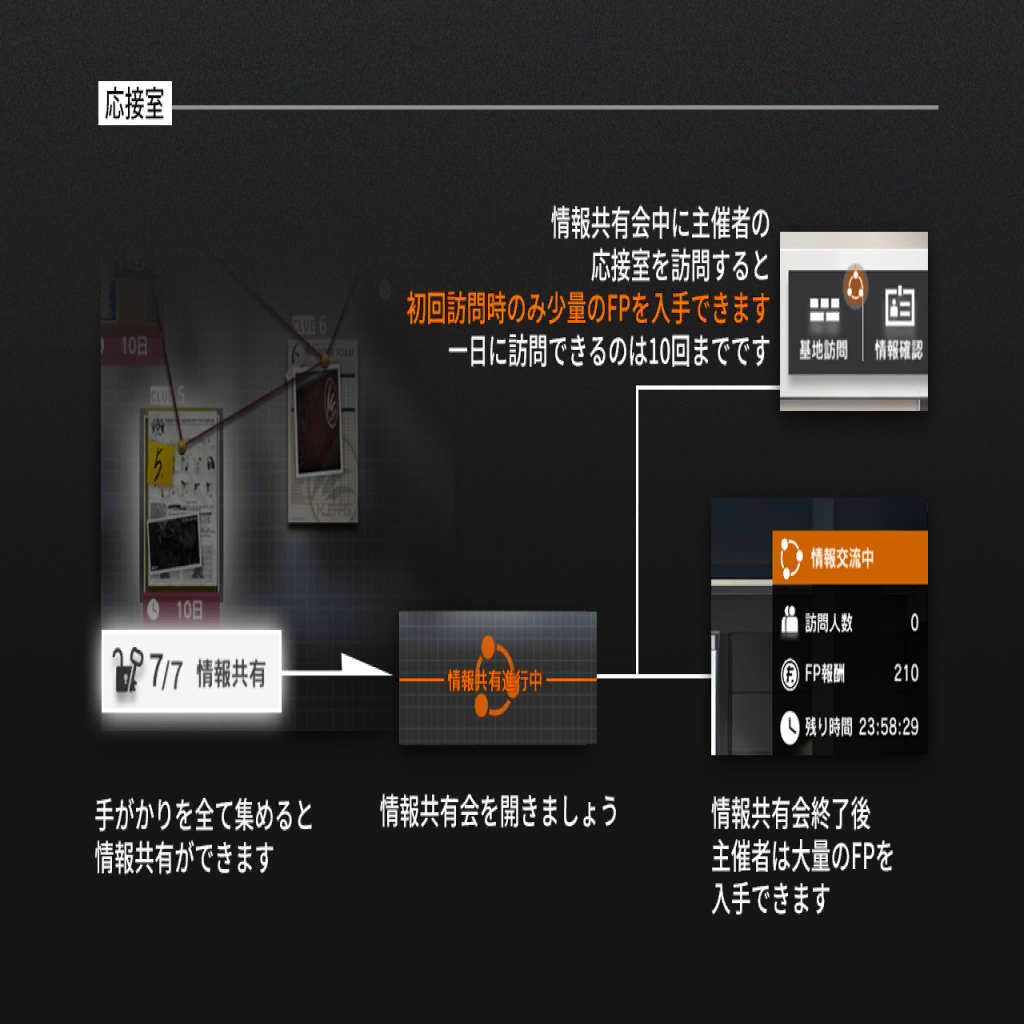 応接室
情報共有会中に主催者の
応接室を訪問すると
初回訪問時のみ少量のFPを入手できます
一日に訪問できるのは10回までです
基地訪問
情報確認
10日
CLUE 6
CLUE 5
5.
10日
7/7 情報共有
情報共有進行中
情報交流中
訪問人数 0
FP報酬 210
残り時間 23:58:29
手がかりを全て集めると
情報共有ができます
情報共有会を開きましょう
情報共有会終了後
主催者は大量のFPを
入手できます